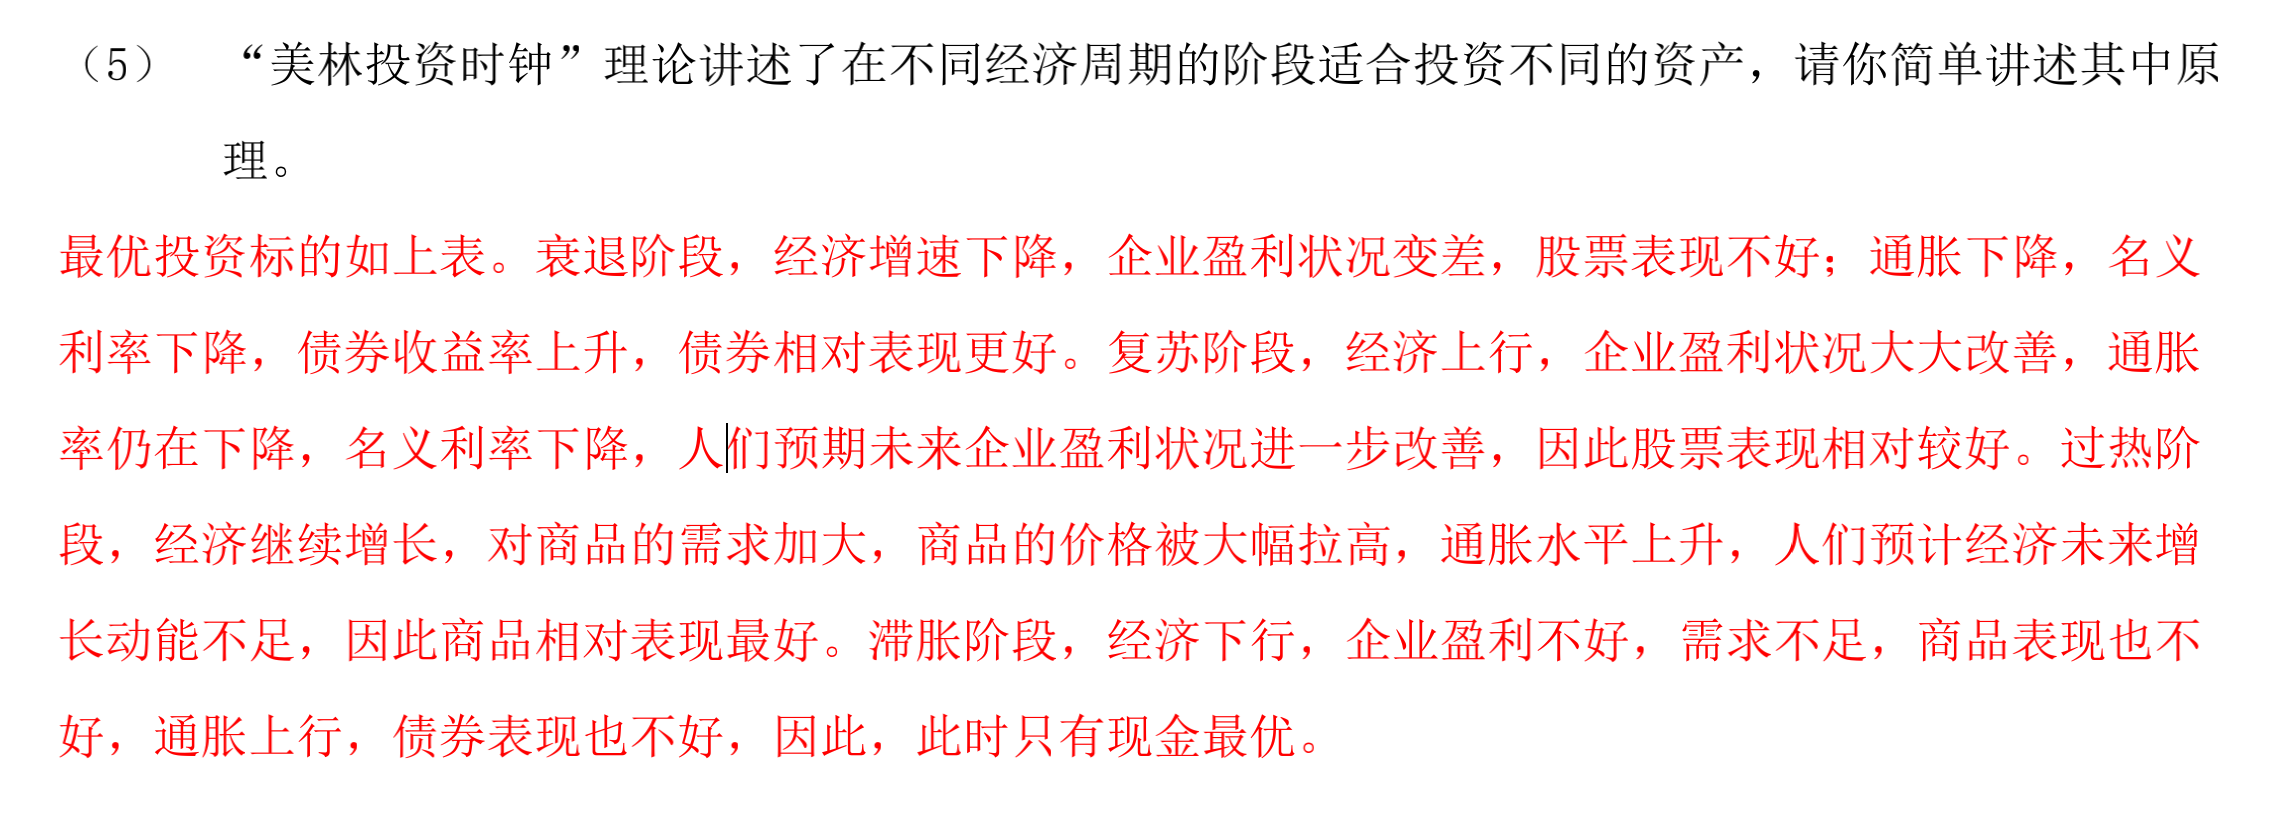 （5） “美林投资时钟”理论讲述了在不同经济周期的阶段适合投资不同的资产，请你简单讲述其中原
理。
最优投资标的如上表。衰退阶段，经济增速下降，企业盈利状况变差，股票表现不好；通胀下降，名义
利率下降，债券收益率上升，债券相对表现更好。复苏阶段，经济上行，企业盈利状况大大改善，通胀
率仍在下降，名义利率下降，人们预期未来企业盈利状况进一步改善，因此股票表现相对较好。过热阶
段，经济继续增长，对商品的需求加大，商品的价格被大幅拉高，通胀水平上升，人们预计经济未来增
长动能不足，因此商品相对表现最好。滞胀阶段，经济下行，企业盈利不好，需求不足，商品表现也不
好，通胀上行，债券表现也不好，因此，此时只有现金最优。